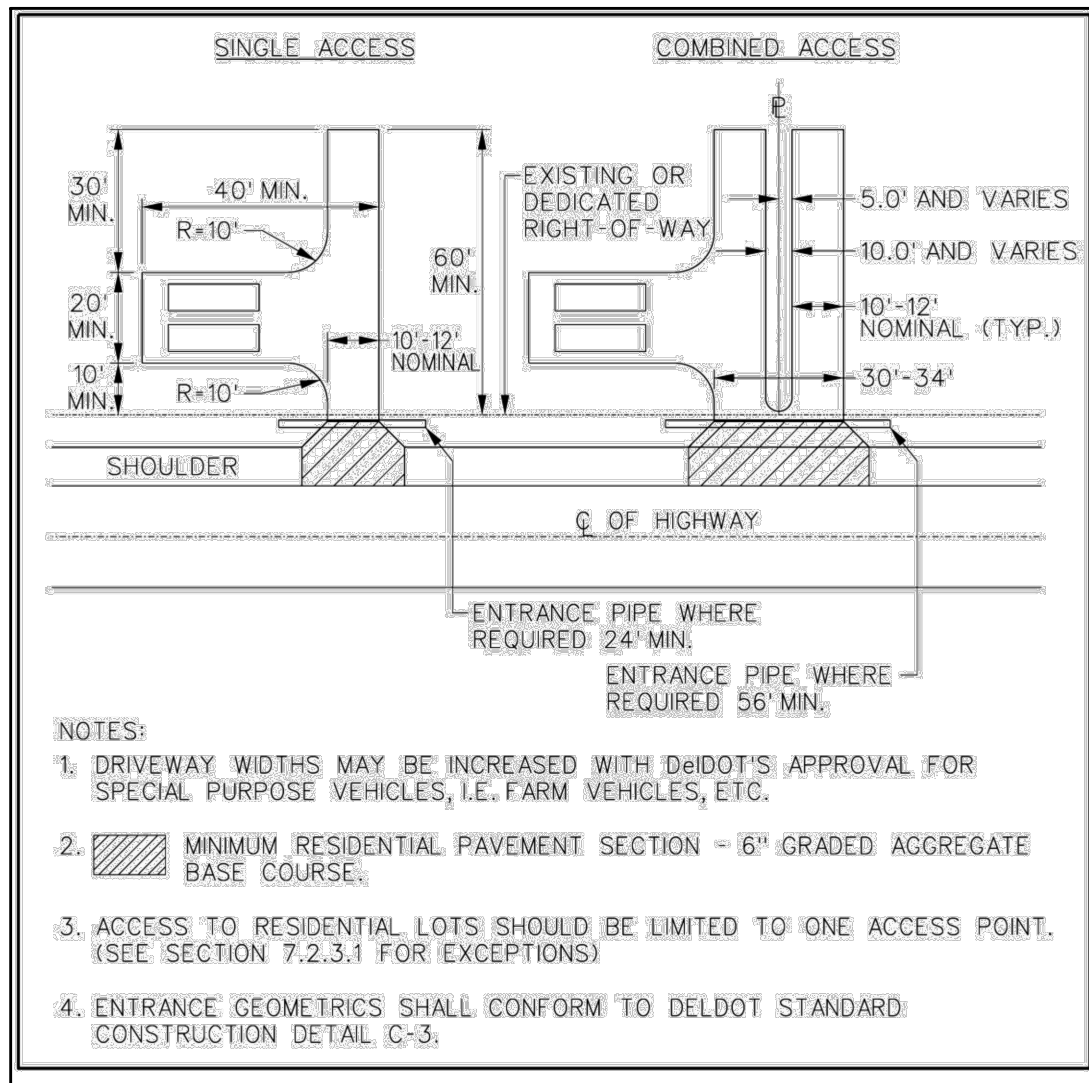 SINGLE ACCESS
COMBINED ACCESS
℄
30'
MIN.
40' MIN.
R=10'
20'
MIN.
10'
MIN.
R=10'
60'
MIN.
10'-12'
NOMINAL
EXISTING OR
DEDICATED
RIGHT-OF-WAY
5.0' AND VARIES
10.0' AND VARIES
10'-12'
NOMINAL (TYP.)
30'-34'
SHOULDER
℄ OF HIGHWAY
ENTRANCE PIPE WHERE
REQUIRED 24' MIN.
ENTRANCE PIPE WHERE
REQUIRED 56' MIN.
NOTES:
1. DRIVEWAY WIDTHS MAY BE INCREASED WITH DelDOT'S APPROVAL FOR
SPECIAL PURPOSE VEHICLES, I.E. FARM VEHICLES, ETC.
2. MINIMUM RESIDENTIAL PAVEMENT SECTION - 6" GRADED AGGREGATE
BASE COURSE.
3. ACCESS TO RESIDENTIAL LOTS SHOULD BE LIMITED TO ONE ACCESS POINT.
(SEE SECTION 7.2.3.1 FOR EXCEPTIONS)
4. ENTRANCE GEOMETRICS SHALL CONFORM TO DELDOT STANDARD
CONSTRUCTION DETAIL C-3.